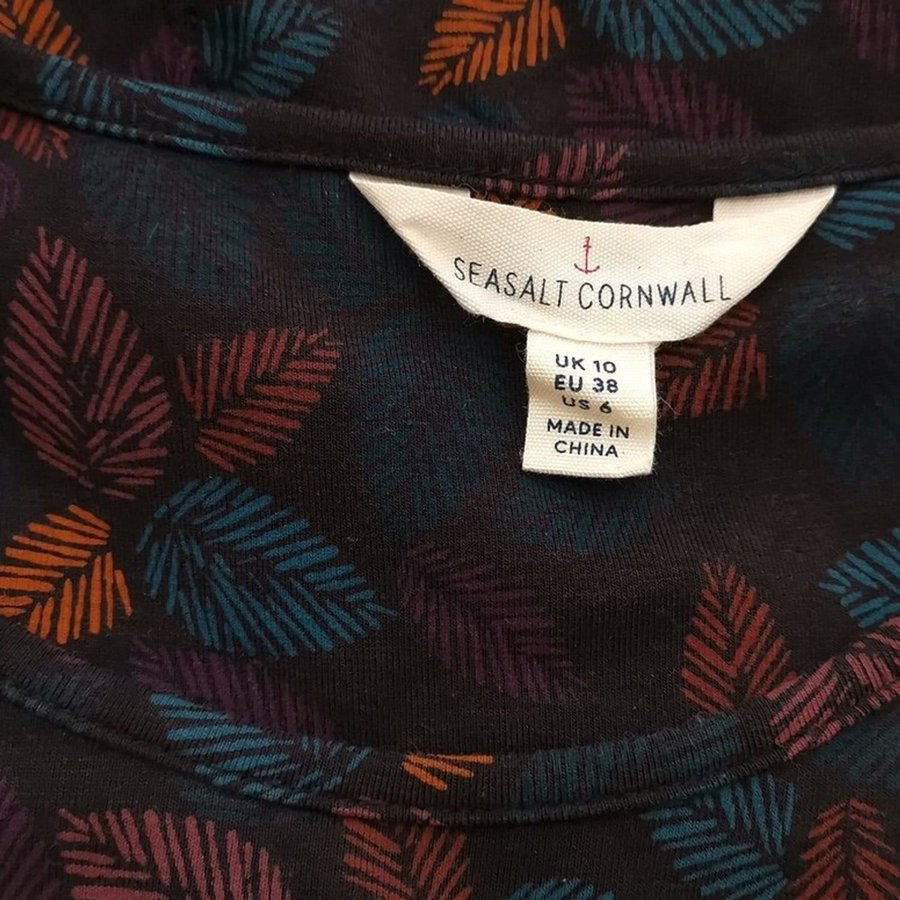 SEASALT CORNWALL
UK 10
EU 38
US 6
MADE IN
CHINA